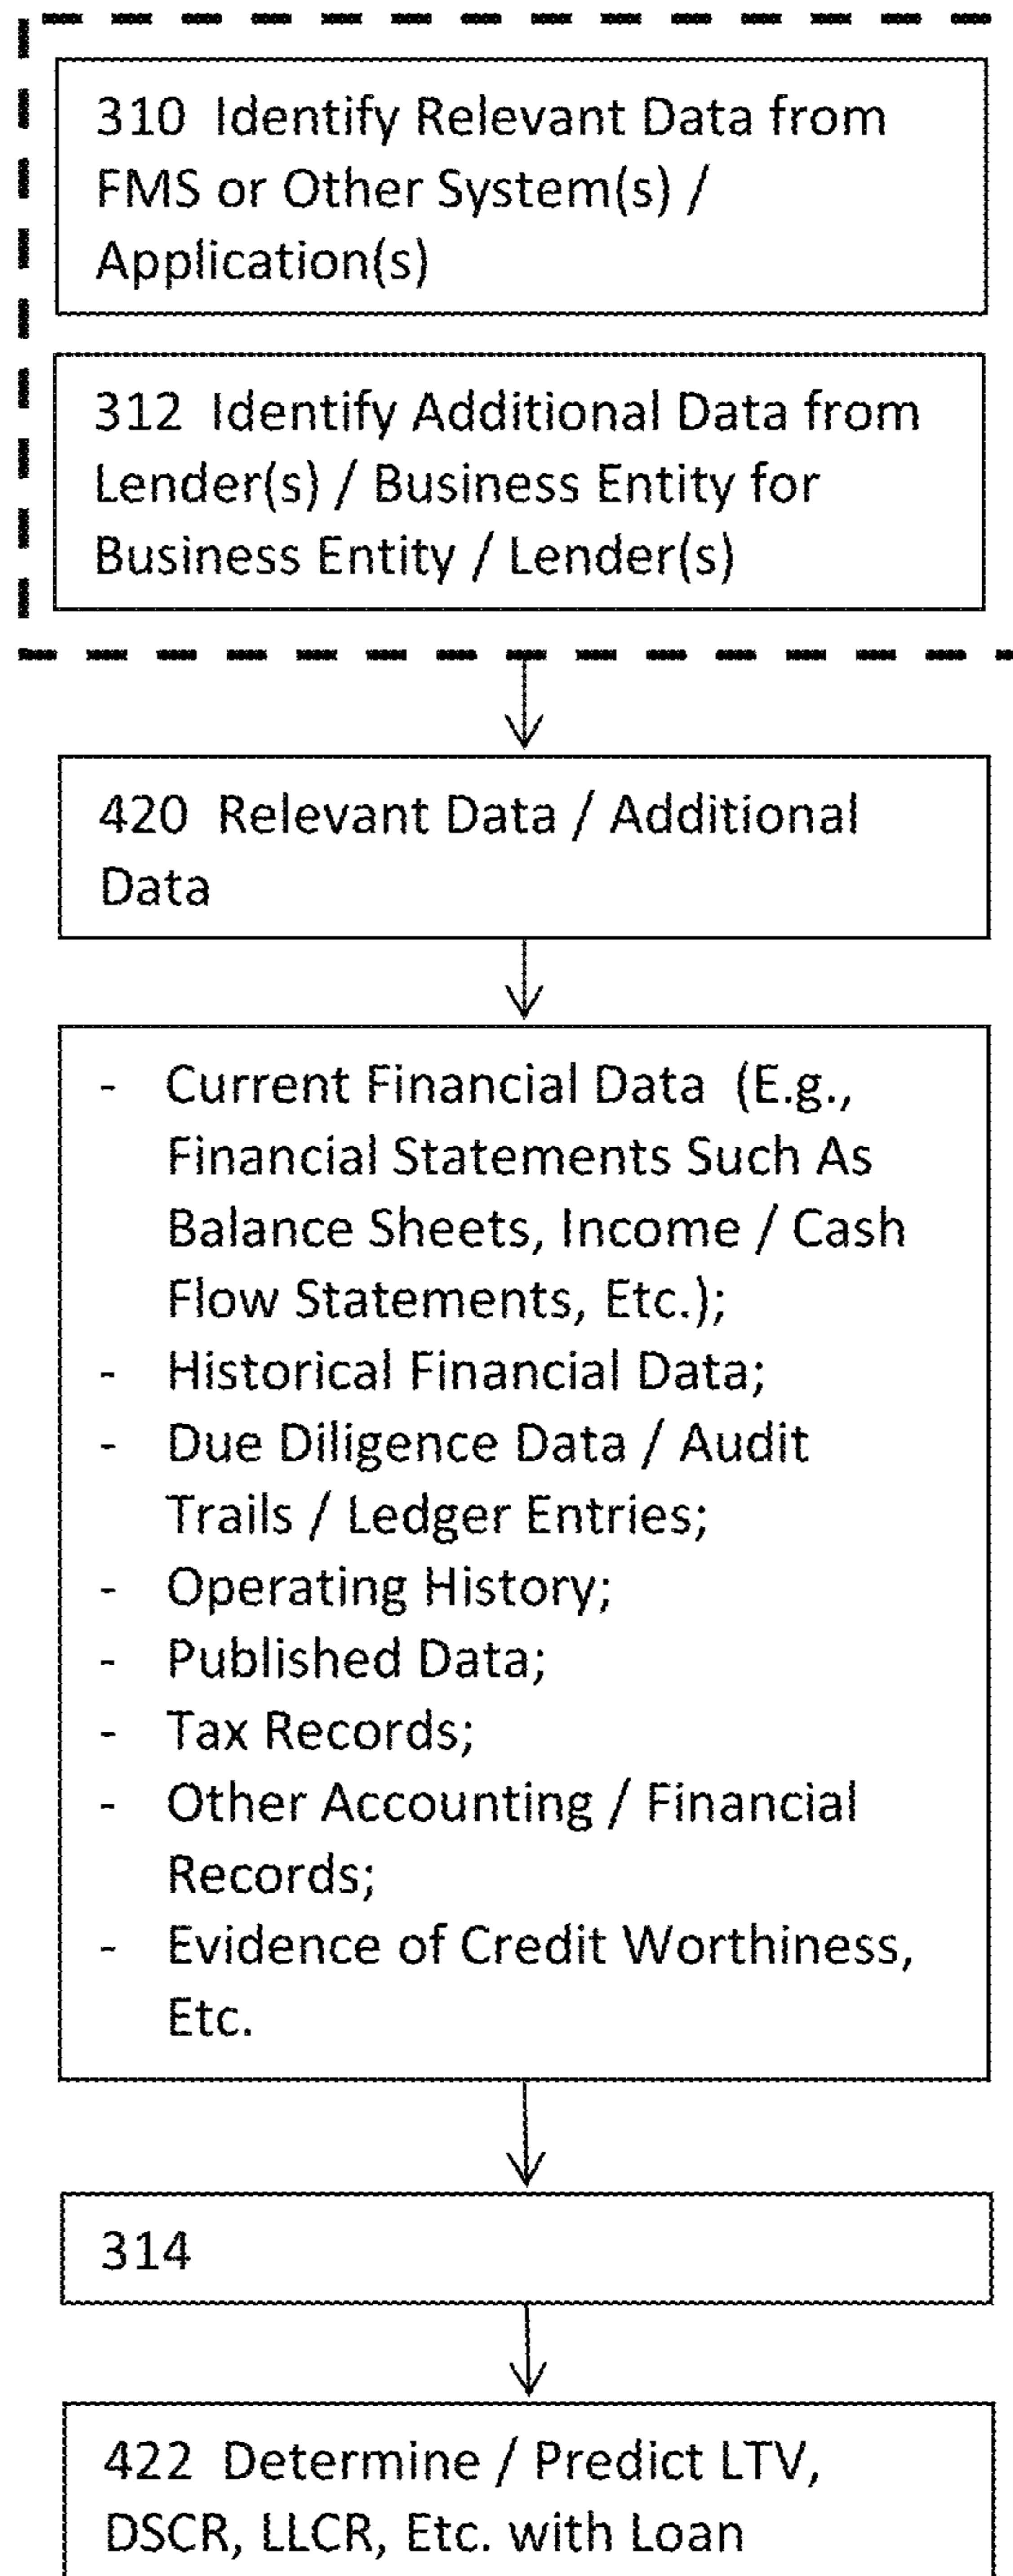 310 Identify Relevant Data from
FMS or Other System(s) /
Application(s)
312 Identify Additional Data from
Lender(s) / Business Entity for
Business Entity / Lender(s)
420 Relevant Data / Additional
Data
- Current Financial Data (E.g.,
Financial Statements Such As
Balance Sheets, Income / Cash
Flow Statements, Etc.);
- Historical Financial Data;
- Due Diligence Data / Audit
Trails / Ledger Entries;
- Operating History;
- Published Data;
- Tax Records;
- Other Accounting / Financial
Records;
- Evidence of Credit Worthiness,
Etc.
314
422 Determine / Predict LTV,
DSCR, LLCR, Etc. with Loan